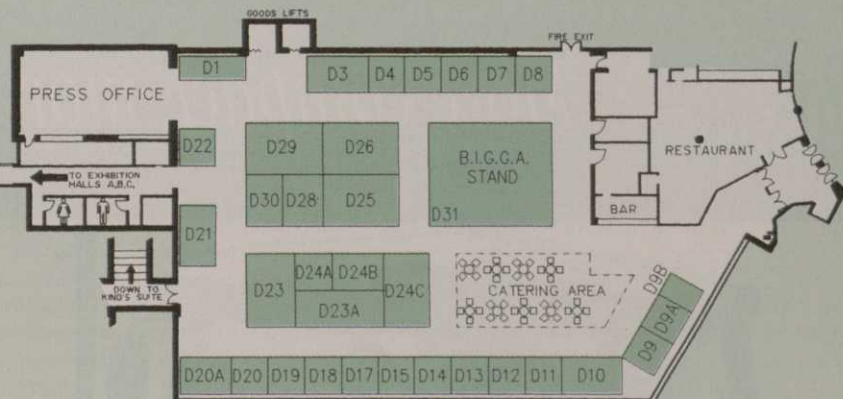 GOODS LIFTS
FIRE EXIT
D1
D3 D4 D5 D6 D7 D8
PRESS OFFICE
D22
D29 D26
B.I.G.G.A.
STAND
RESTAURANT
TO EXHIBITION
HALLS A,B,C,
D30 D28 D25
D31
BAR
D21
D23
D24A D24B
D24C
D23A
DOWN TO
KING'S SUITE
CATERING AREA
D9B
D9A
D9
D20A D20 D19 D18 D17 D15 D14 D13 D12 D11 D10